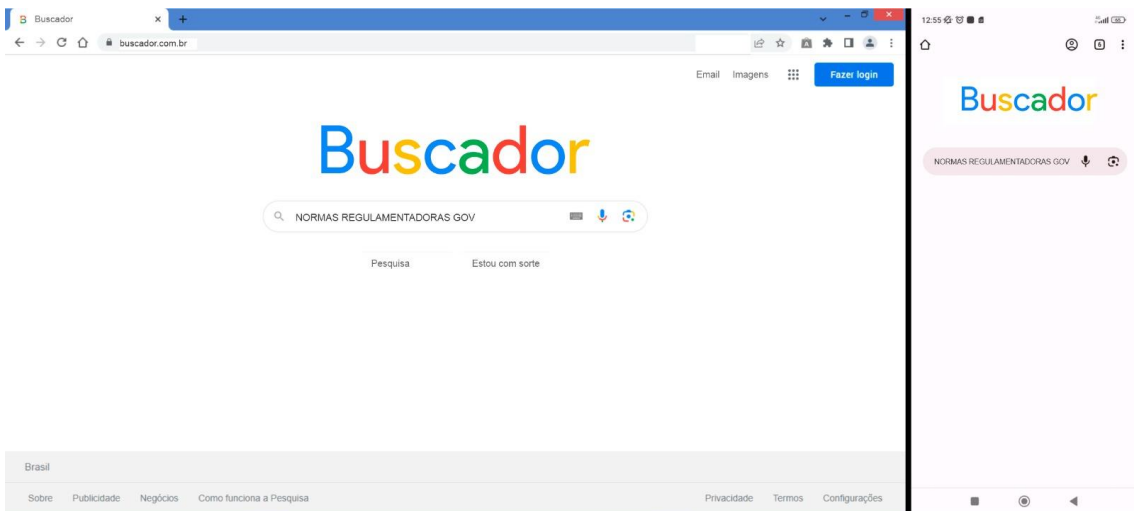 Buscador
buscador.com.br
Email Imagens Fazer login
Buscador
NORMAS REGULAMENTADORAS GOV
Pesquisa Estou com sorte
Brasil
Sobre Publicidade Negócios Como funciona a Pesquisa Privacidade Termos Configurações
12:55
Buscador
NORMAS REGULAMENTADORAS GOV